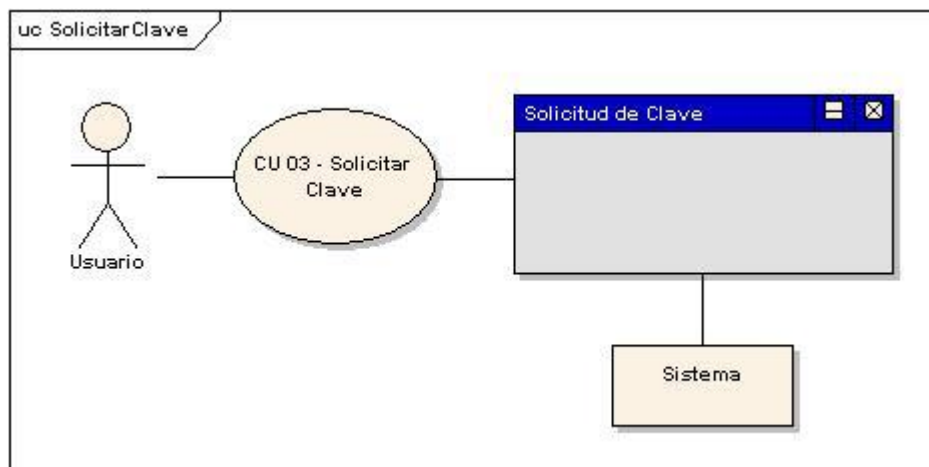 uc SolicitarClave
Usuario
CU 03 - Solicitar
Clave
Solicitud de Clave
Sistema